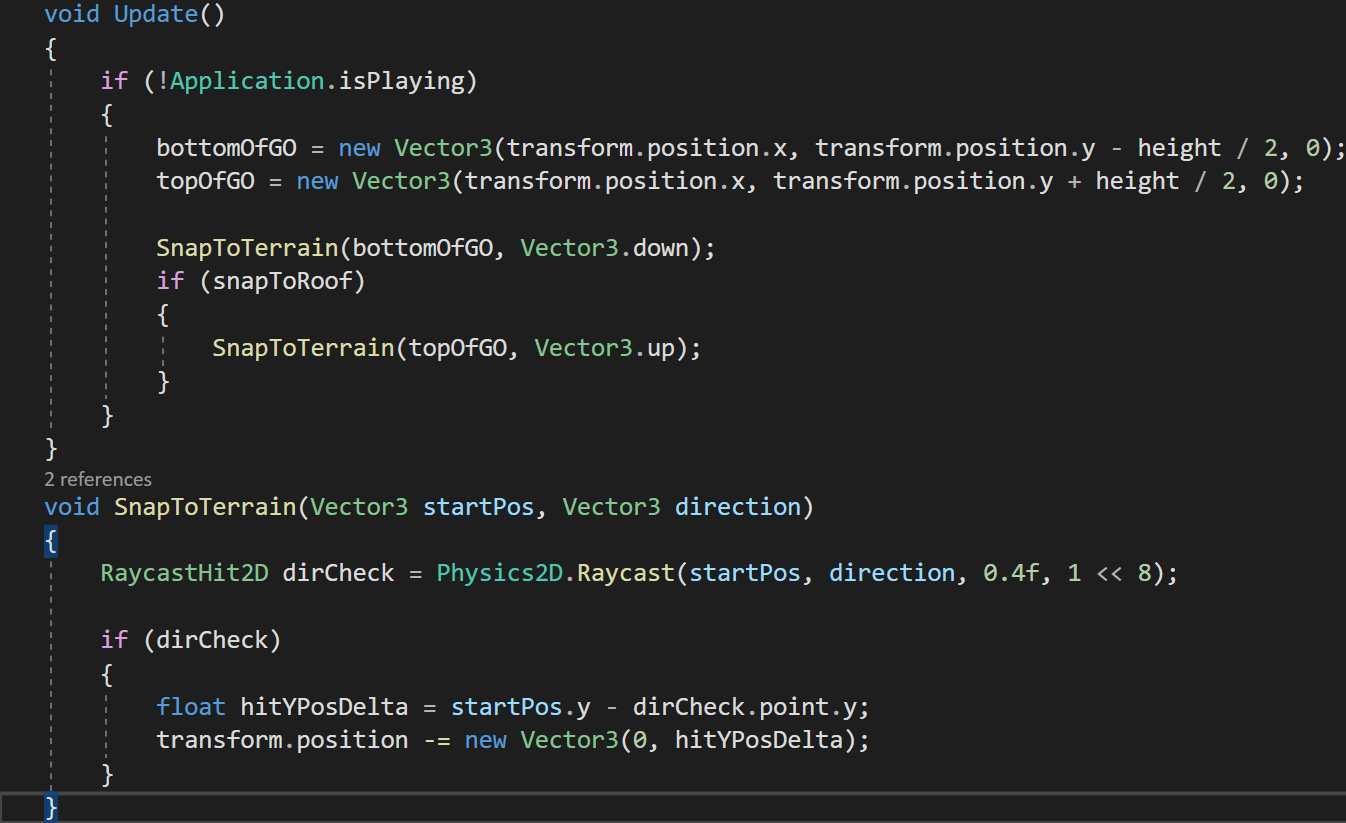 void Update()
{
if (!Application.isPlaying)
{
bottomOfGO = new Vector3(transform.position.x, transform.position.y - height / 2, 0);
topOfGO = new Vector3(transform.position.x, transform.position.y + height / 2, 0);
SnapToTerrain(bottomOfGO, Vector3.down);
if (snapToRoof)
{
SnapToTerrain(topOfGO, Vector3.up);
}
}
}
2 references
void SnapToTerrain(Vector3 startPos, Vector3 direction)
{
RaycastHit2D dirCheck = Physics2D.Raycast(startPos, direction, 0.4f, 1 << 8);
if (dirCheck)
{
float hitYPosDelta = startPos.y - dirCheck.point.y;
transform.position -= new Vector3(0, hitYPosDelta);
}
}